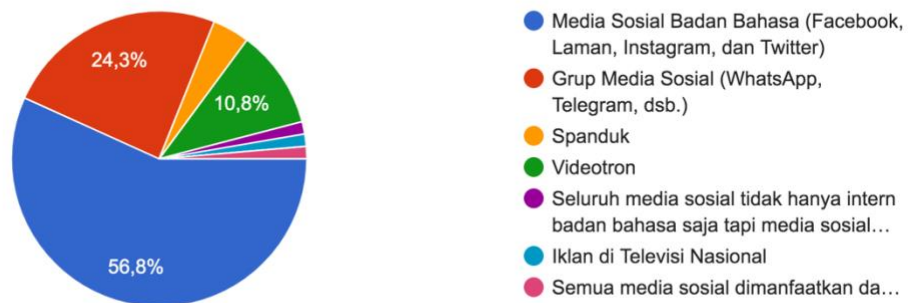 24,3%
10,8%
56,8%
Media Sosial Badan Bahasa (Facebook,
Laman, Instagram, dan Twitter)
Grup Media Sosial (WhatsApp,
Telegram, dsb.)
Spanduk
Videotron
Seluruh media sosial tidak hanya intern
badan bahasa saja tapi media sosial…
Iklan di Televisi Nasional
Semua media sosial dimanfaatkan da…